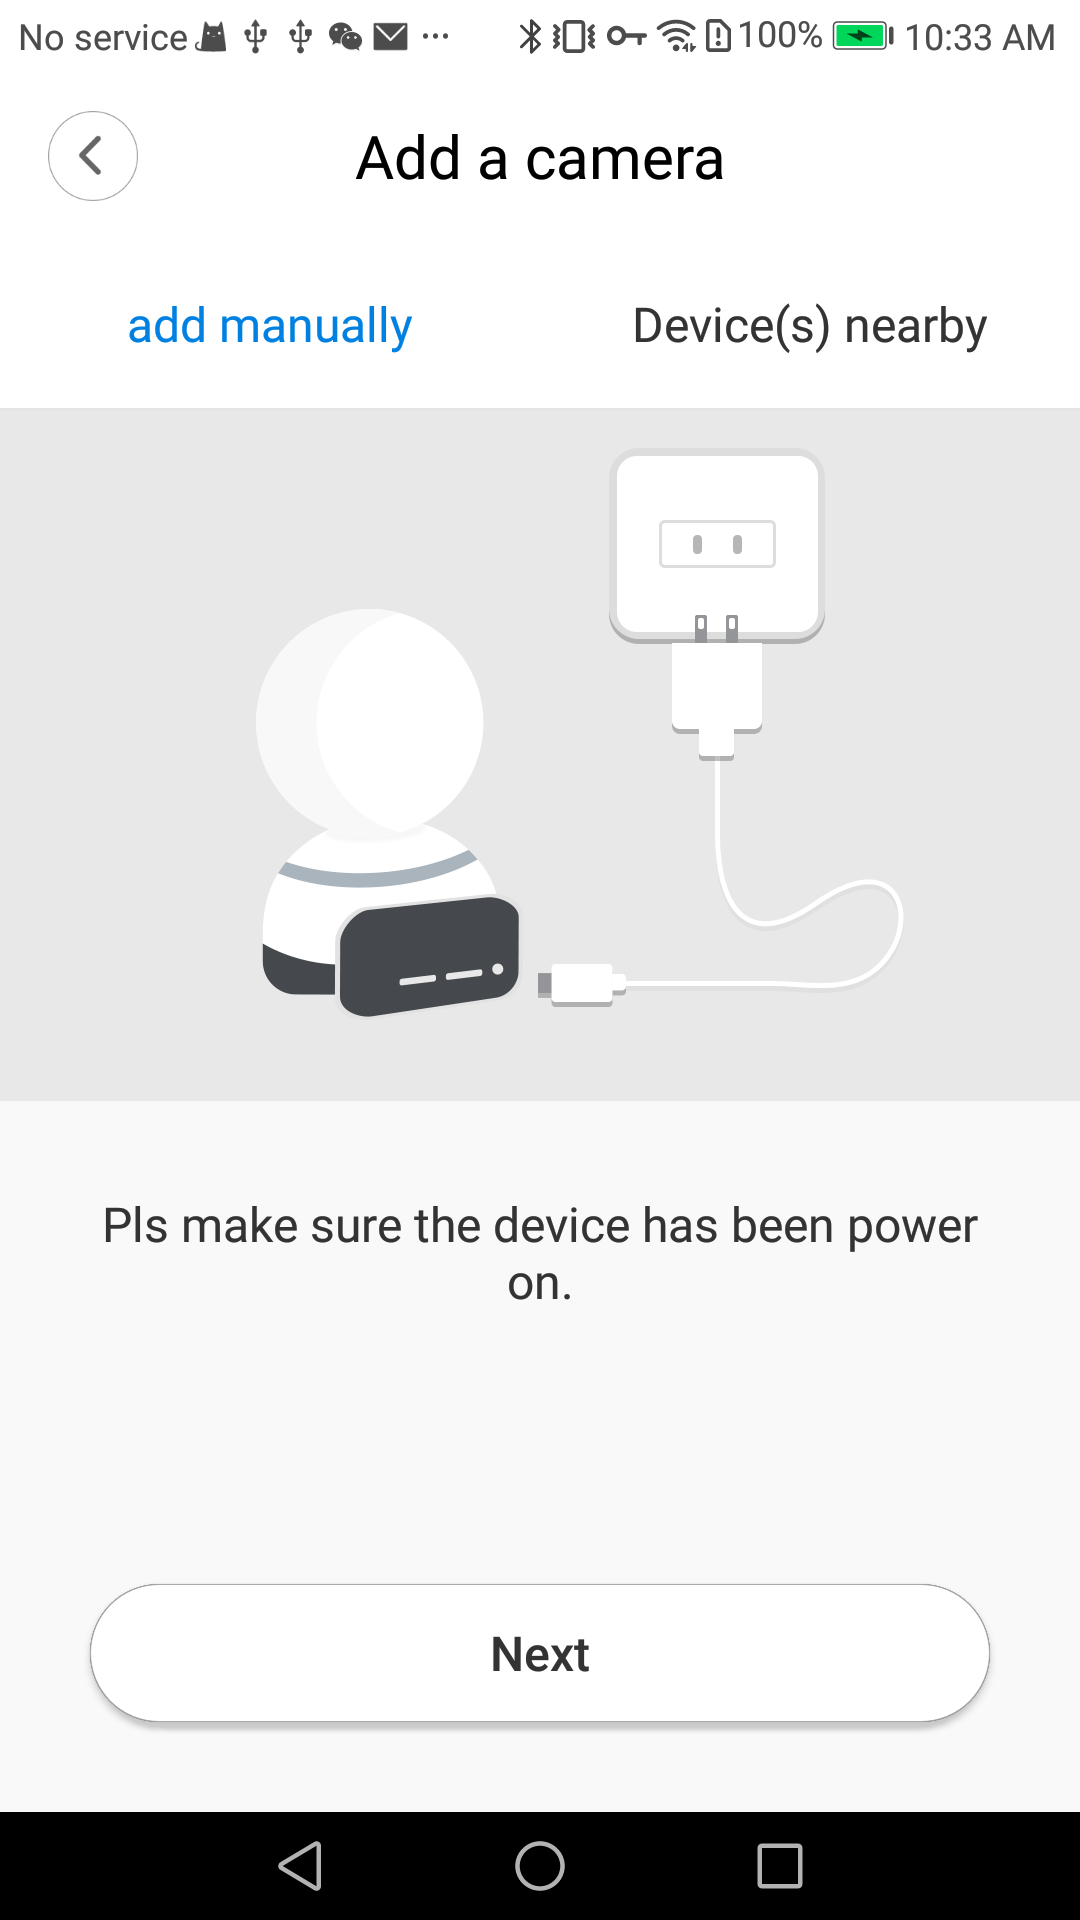 No service 100% 10:33 AM
Add a camera
add manually Device(s) nearby
Pls make sure the device has been power
on.
Next